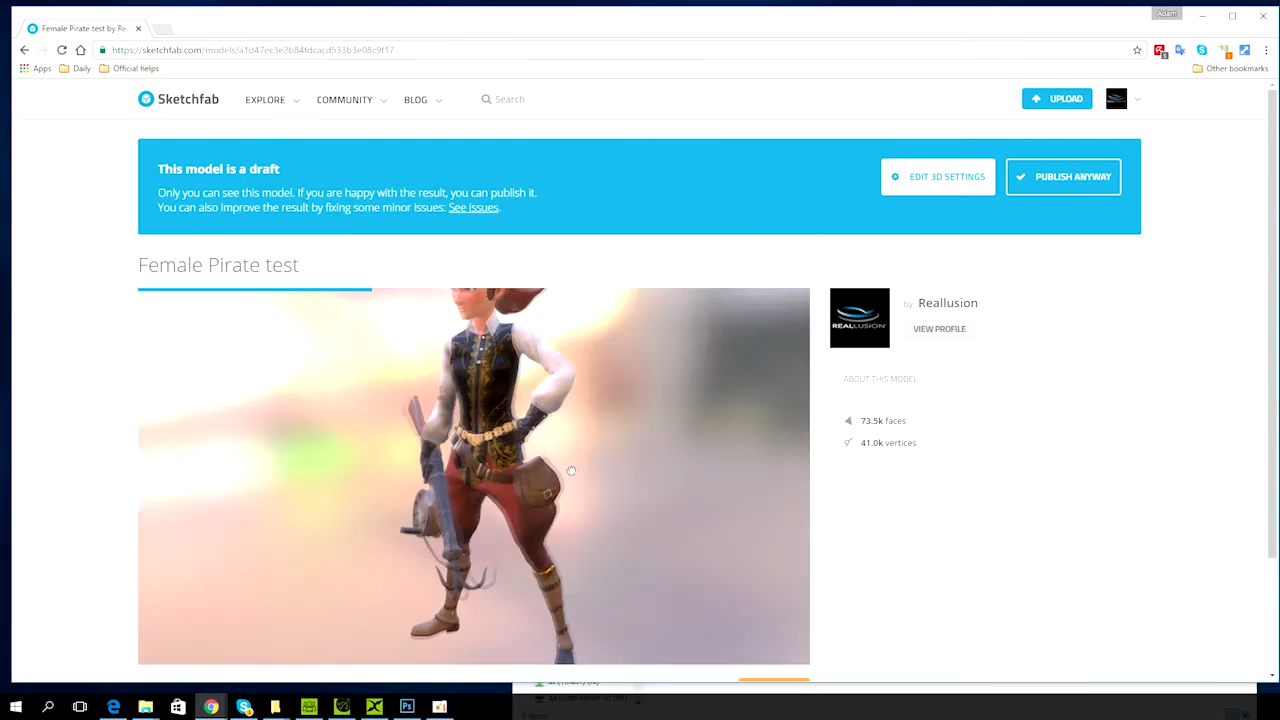 Adam
Female Pirate test by Re
https://sketchfab.com/models/a1d47ec3e2b84fdcacd533b3e08c9f17
Apps
Daily
Official helps
Other bookmarks
Sketchfab
EXPLORE
COMMUNITY
BLOG
Search
UPLOAD
This model is a draft
Only you can see this model. If you are happy with the result, you can publish it.
You can also improve the result by fixing some minor issues: See issues.
EDIT 3D SETTINGS
PUBLISH ANYWAY
Female Pirate test
REALLUSION
by Reallusion
VIEW PROFILE
ABOUT THIS MODEL
73.5k faces
41.0k vertices